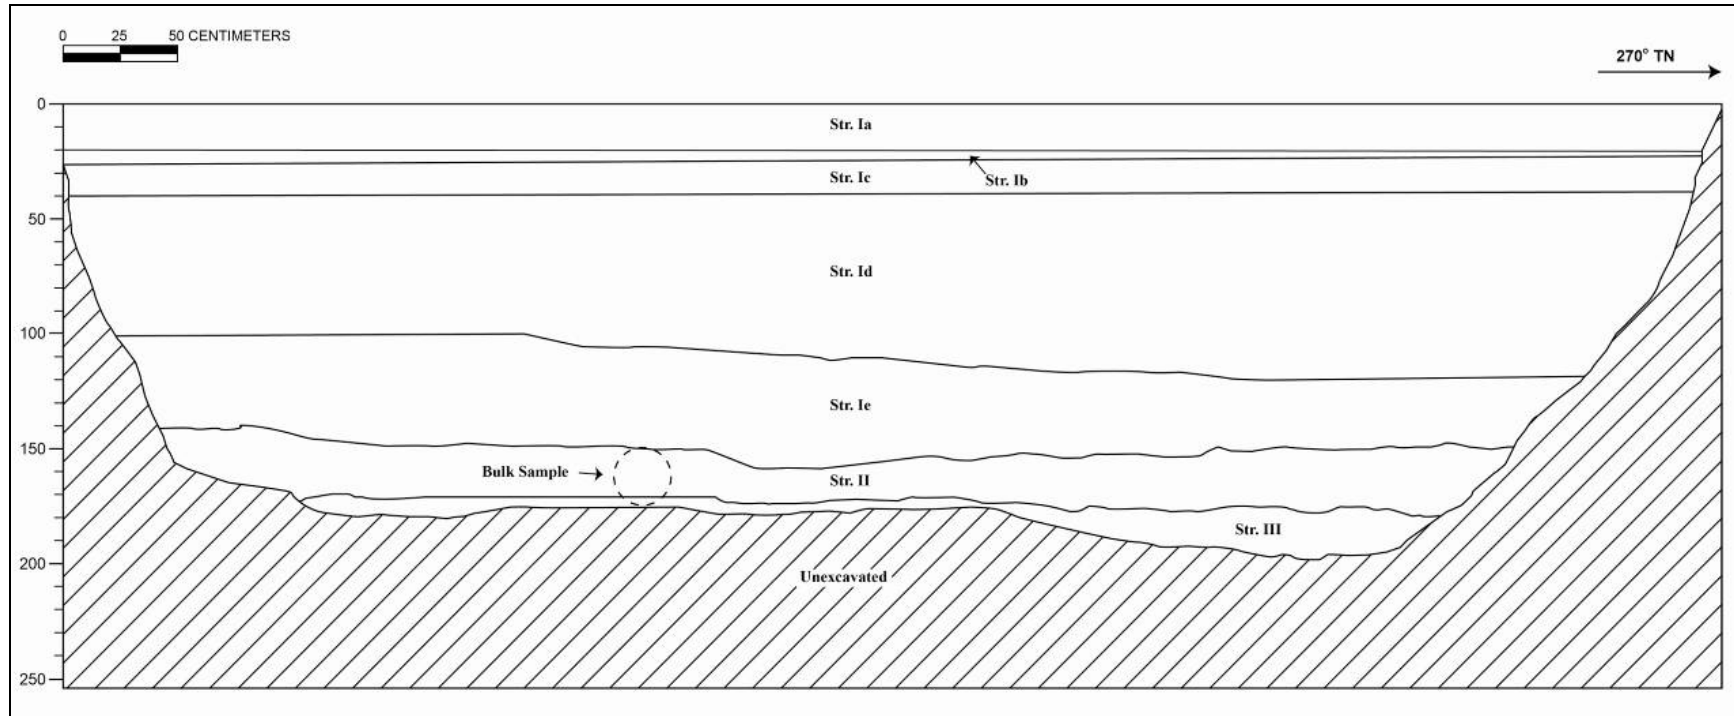 0 25 50 CENTIMETERS
270° TN
0
Str. Ia
Str. Ib
Str. Ic
50
Str. Id
100
Str. Ie
150
Bulk Sample
Str. II
Str. III
200
Unexcavated
250